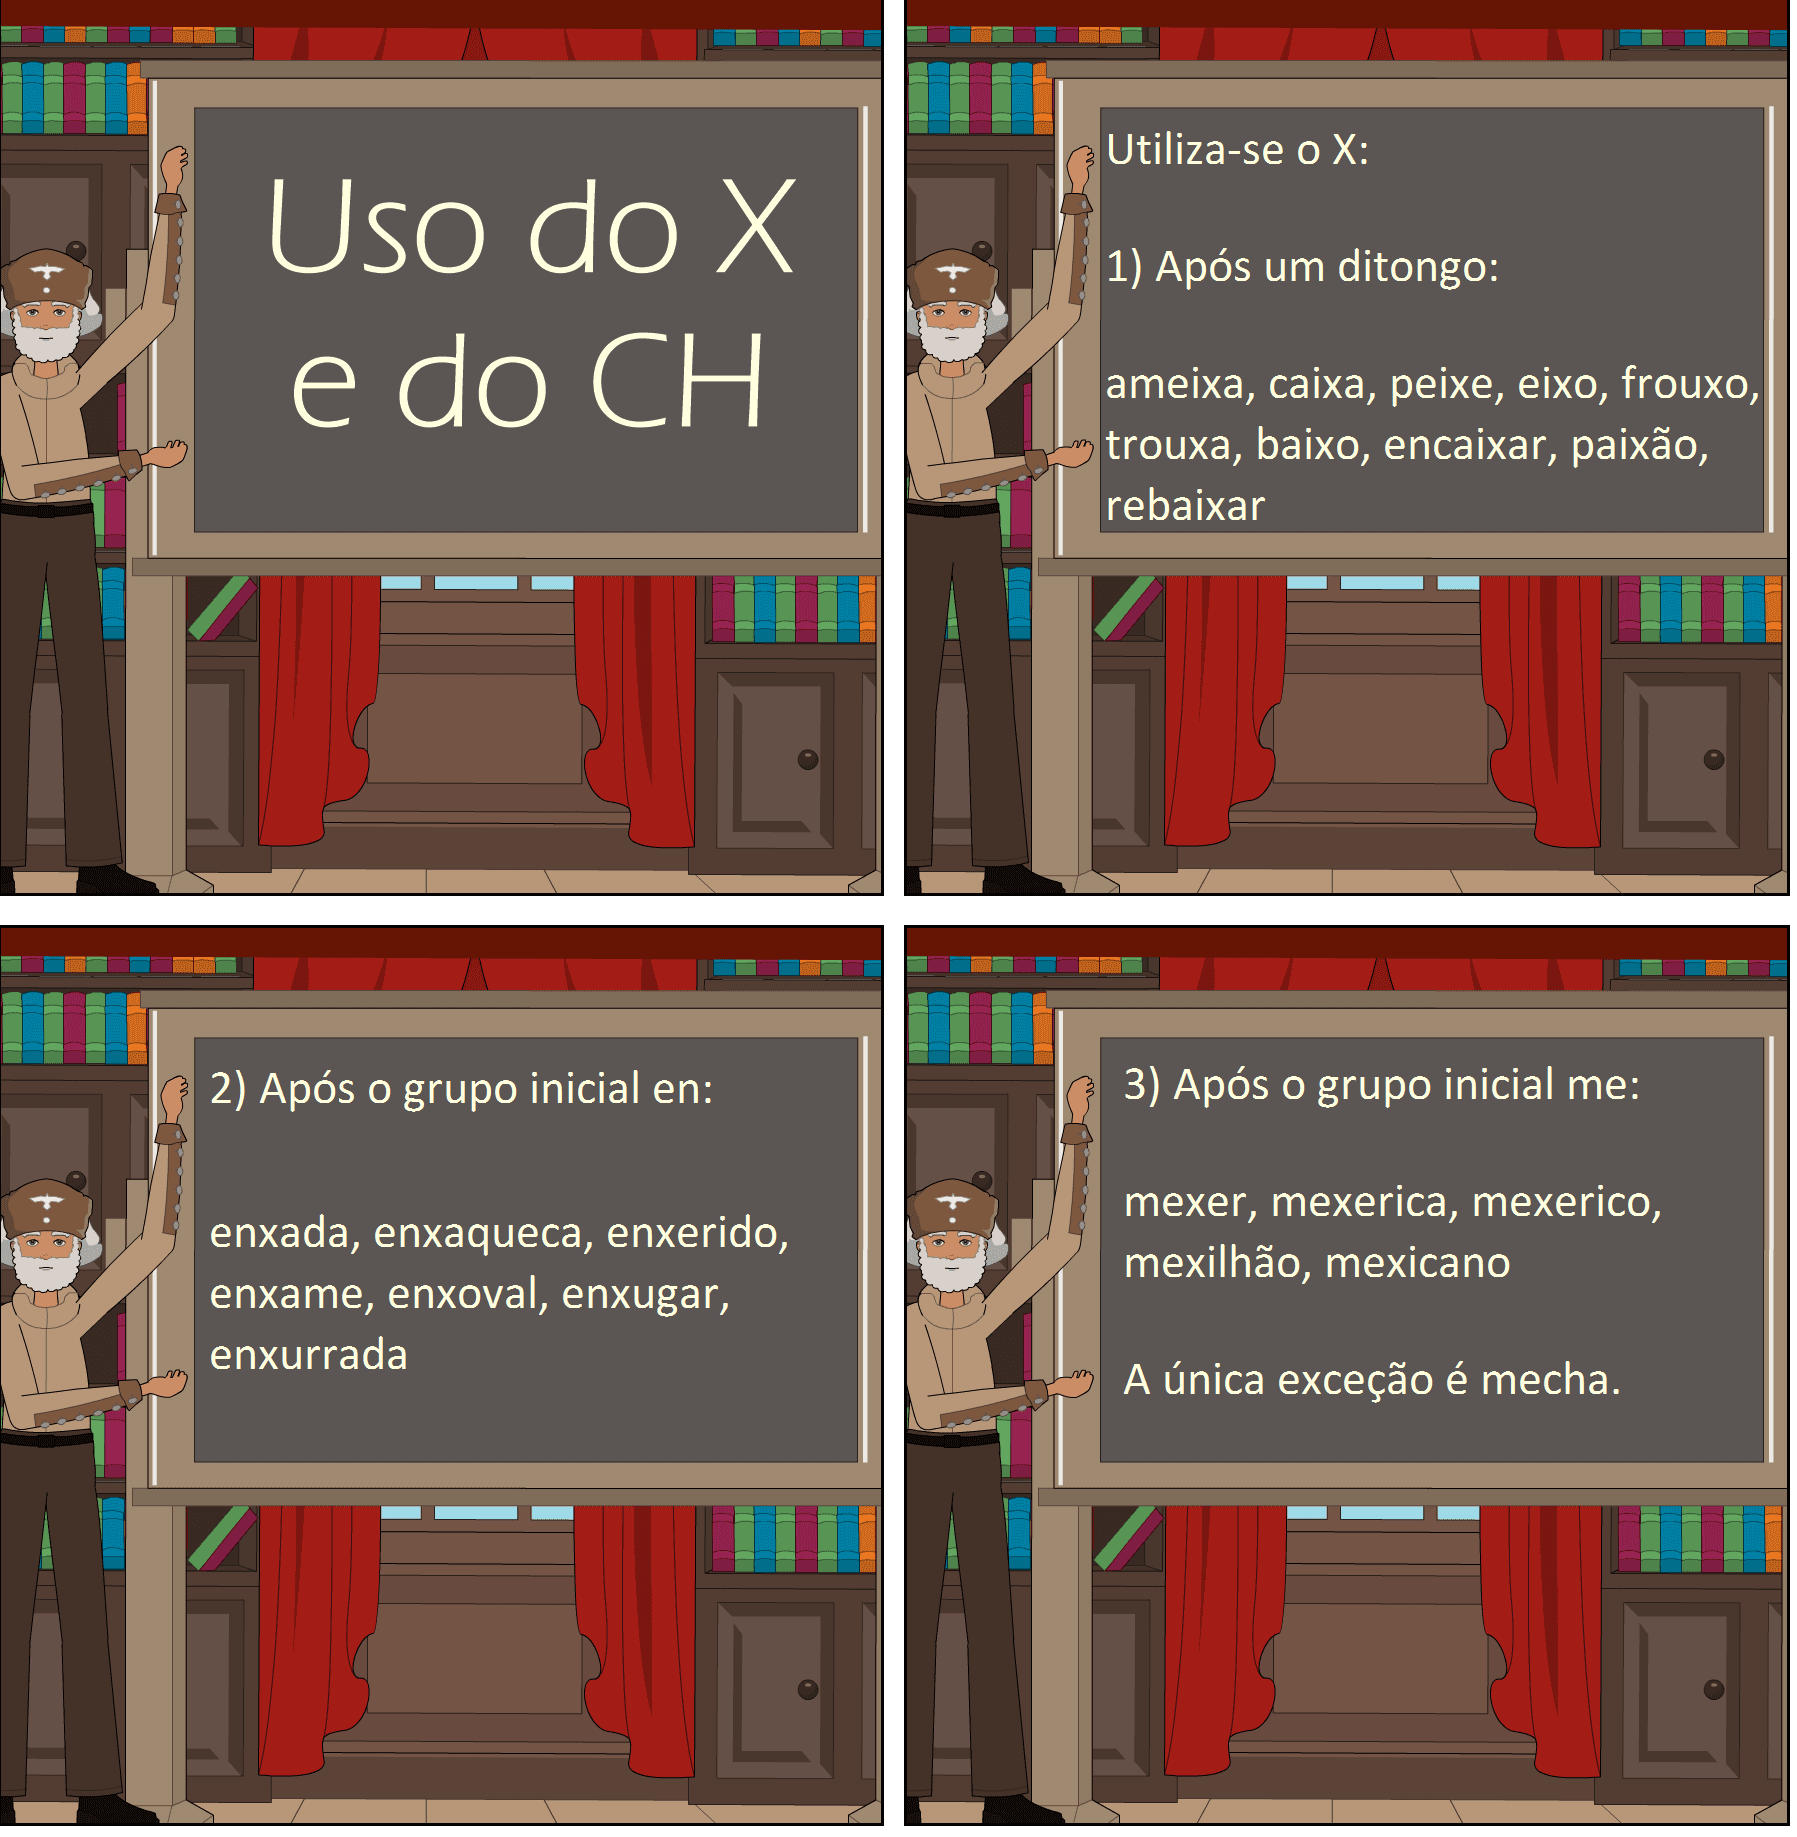 Uso do X
e do CH
Utiliza-se o X:
1) Após um ditongo:
ameixa, caixa, peixe, eixo, frouxo,
trouxa, baixo, encaixar, paixão,
rebaixar
2) Após o grupo inicial en:
enxada, enxaqueca, enxerido,
enxame, enxoval, enxugar,
enxurrada
3) Após o grupo inicial me:
mexer, mexerica, mexerico,
mexilhão, mexicano
A única exceção é mecha.